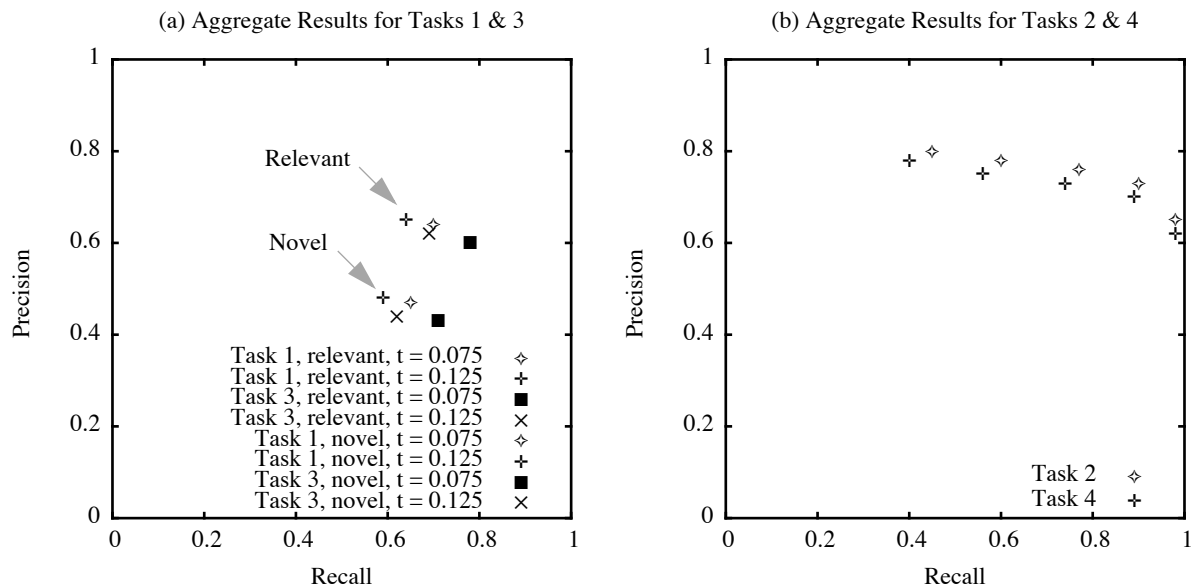 (a) Aggregate Results for Tasks 1 & 3
1
0.8
0.6
0.4
0.2
0
Precision
Relevant
Novel
Task 1, relevant, t = 0.075
Task 1, relevant, t = 0.125
Task 3, relevant, t = 0.075
Task 3, relevant, t = 0.125
Task 1, novel, t = 0.075
Task 1, novel, t = 0.125
Task 3, novel, t = 0.075
Task 3, novel, t = 0.125
0 0.2 0.4 0.6 0.8 1
Recall
(b) Aggregate Results for Tasks 2 & 4
1
0.8
0.6
0.4
0.2
0
Precision
Task 2
Task 4
0 0.2 0.4 0.6 0.8 1
Recall